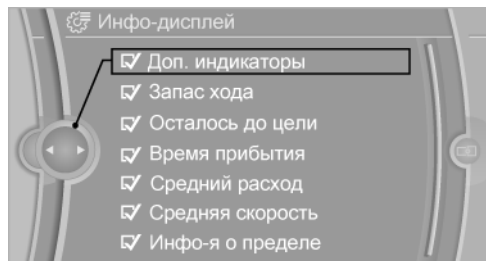 Инфо-дисплей
Доп. индикаторы
Запас хода
Осталось до цели
Время прибытия
Средний расход
Средняя скорость
Инфо-я о пределе